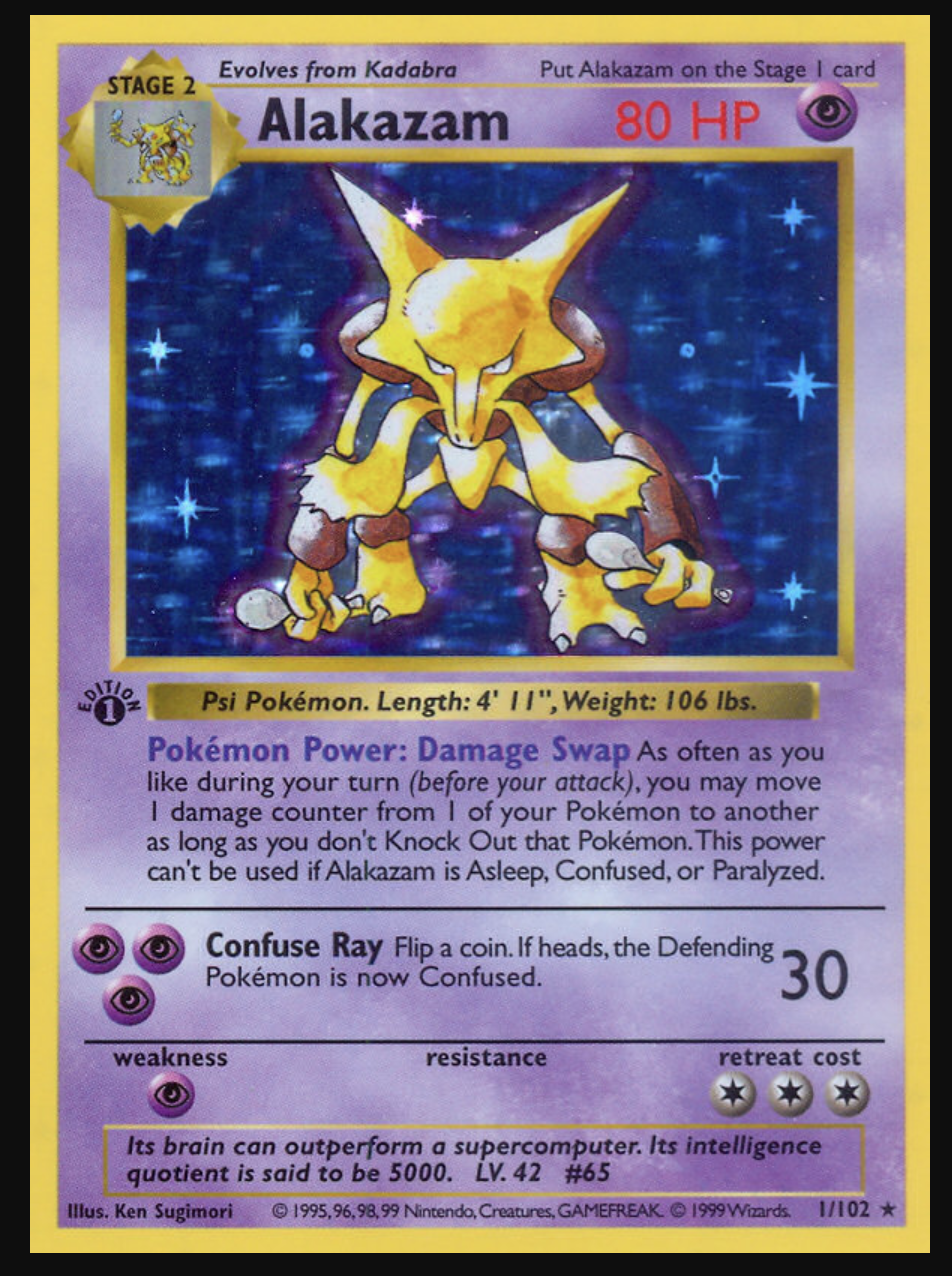 Evolves from Kadabra
Put Alakazam on the Stage 1 card
STAGE 2
Alakazam
80 HP
EDITION
1
Psi Pokémon. Length: 4' 11", Weight: 106 lbs.
Pokémon Power: Damage Swap As often as you
like during your turn (before your attack), you may move
1 damage counter from 1 of your Pokémon to another
as long as you don't Knock Out that Pokémon. This power
can't be used if Alakazam is Asleep, Confused, or Paralyzed.
Confuse Ray Flip a coin. If heads, the Defending
Pokémon is now Confused.
30
weakness
resistance
retreat cost
Its brain can outperform a supercomputer. Its intelligence
quotient is said to be 5000. LV. 42 #65
Illus. Ken Sugimori
© 1995, 96, 98, 99 Nintendo, Creatures, GAMEFREAK. © 1999 Wizards.
1/102 ★